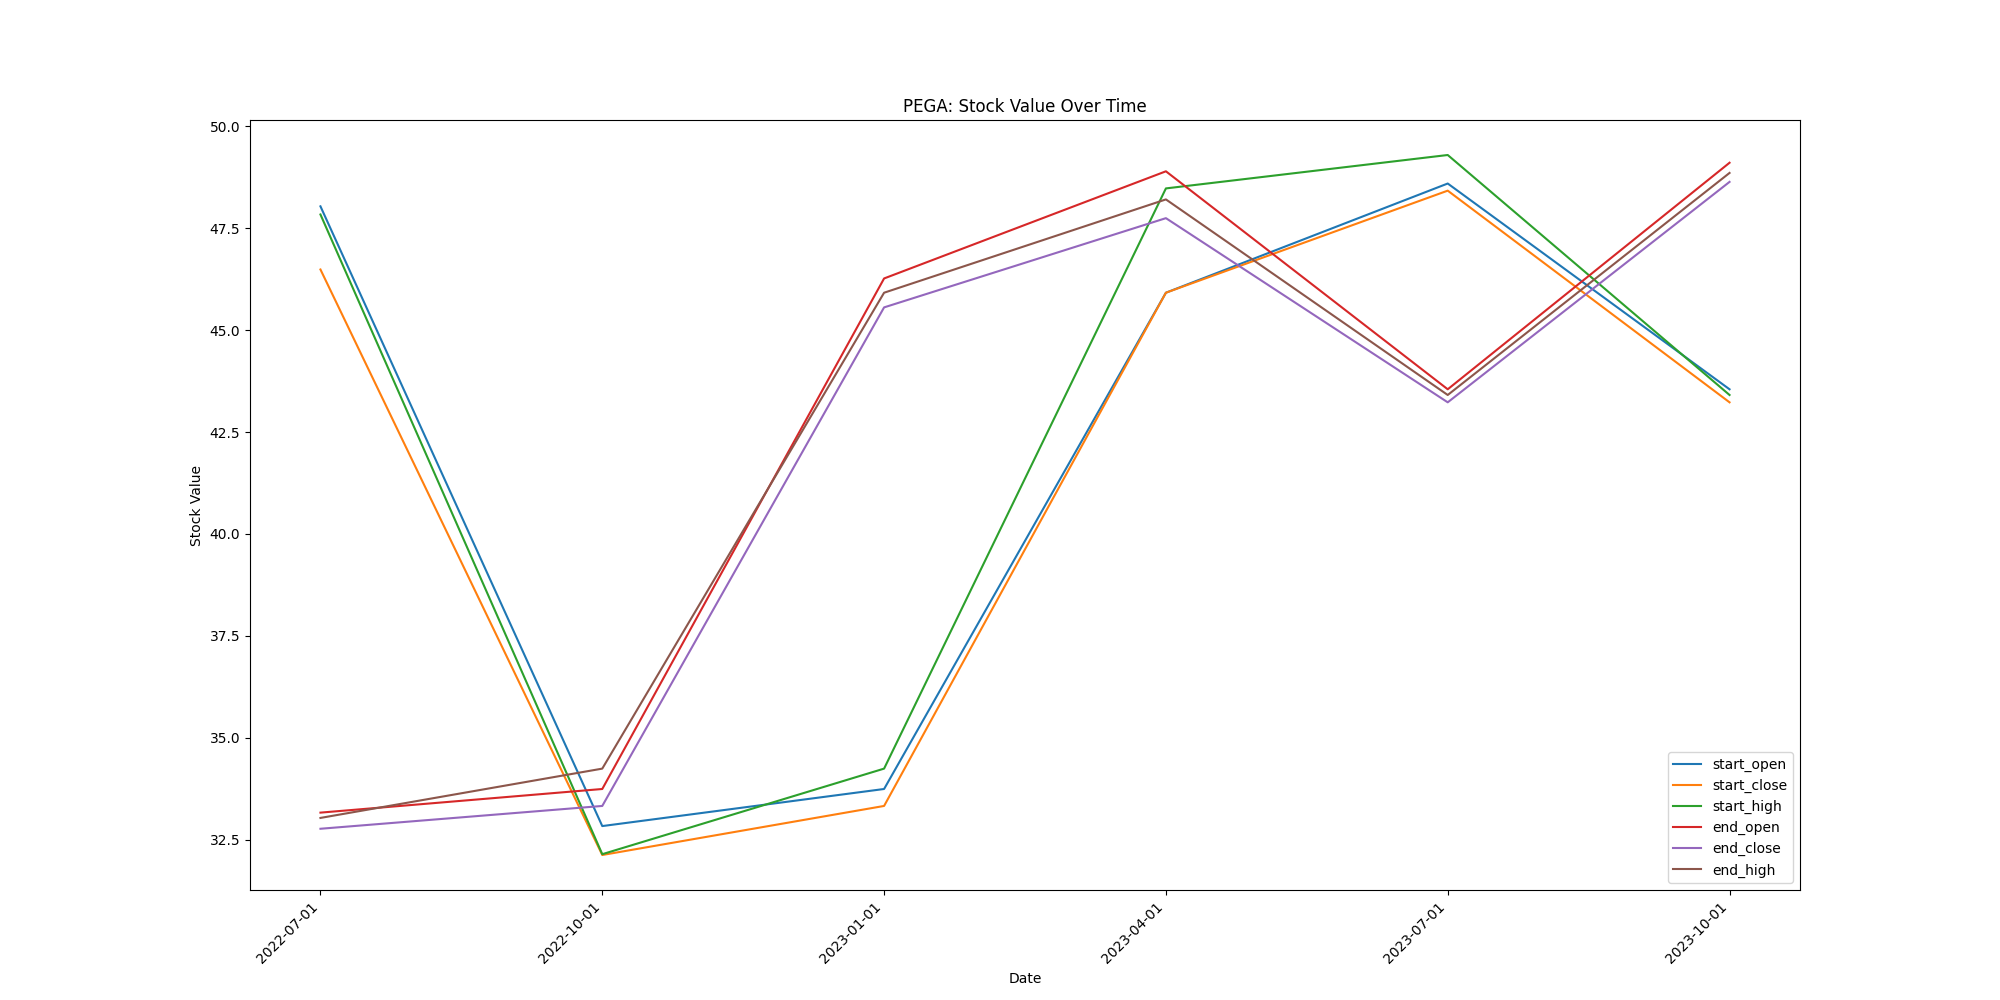 PEGA: Stock Value Over Time
50.0
47.5
45.0
42.5
40.0
37.5
35.0
32.5
Stock Value
start_open
start_close
start_high
end_open
end_close
end_high
2022-07-01
2022-10-01
2023-01-01
2023-04-01
2023-07-01
2023-10-01
Date